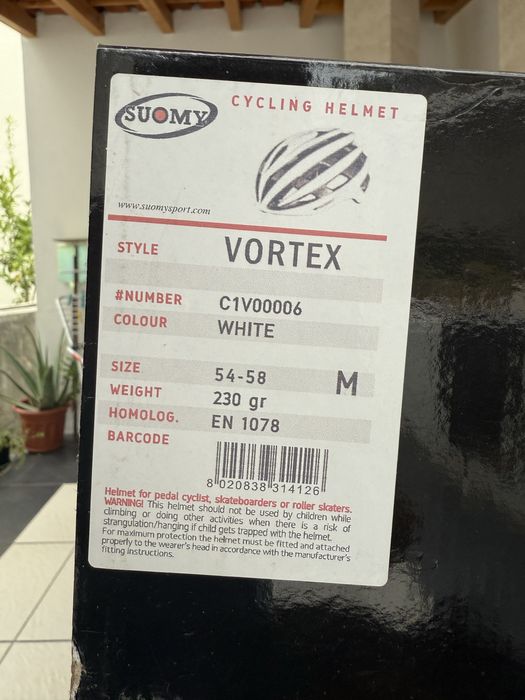 SUOMY
CYCLING HELMET
www.suomysport.com
STYLE VORTEX
#NUMBER C1V00006
COLOUR WHITE
SIZE 54-58 M
WEIGHT 230 gr
HOMOLOG. EN 1078
BARCODE
8 020838 314126
Helmet for pedal cyclist, skateboarders or roller skaters.
WARNING! This helmet should not be used by children while
climbing or doing other activities when there is a risk of
strangulation/hanging if child gets trapped with the helmet.
For maximum protection the helmet must be fitted and attached
properly to the wearer's head in accordance with the manufacturer's
fitting instructions.